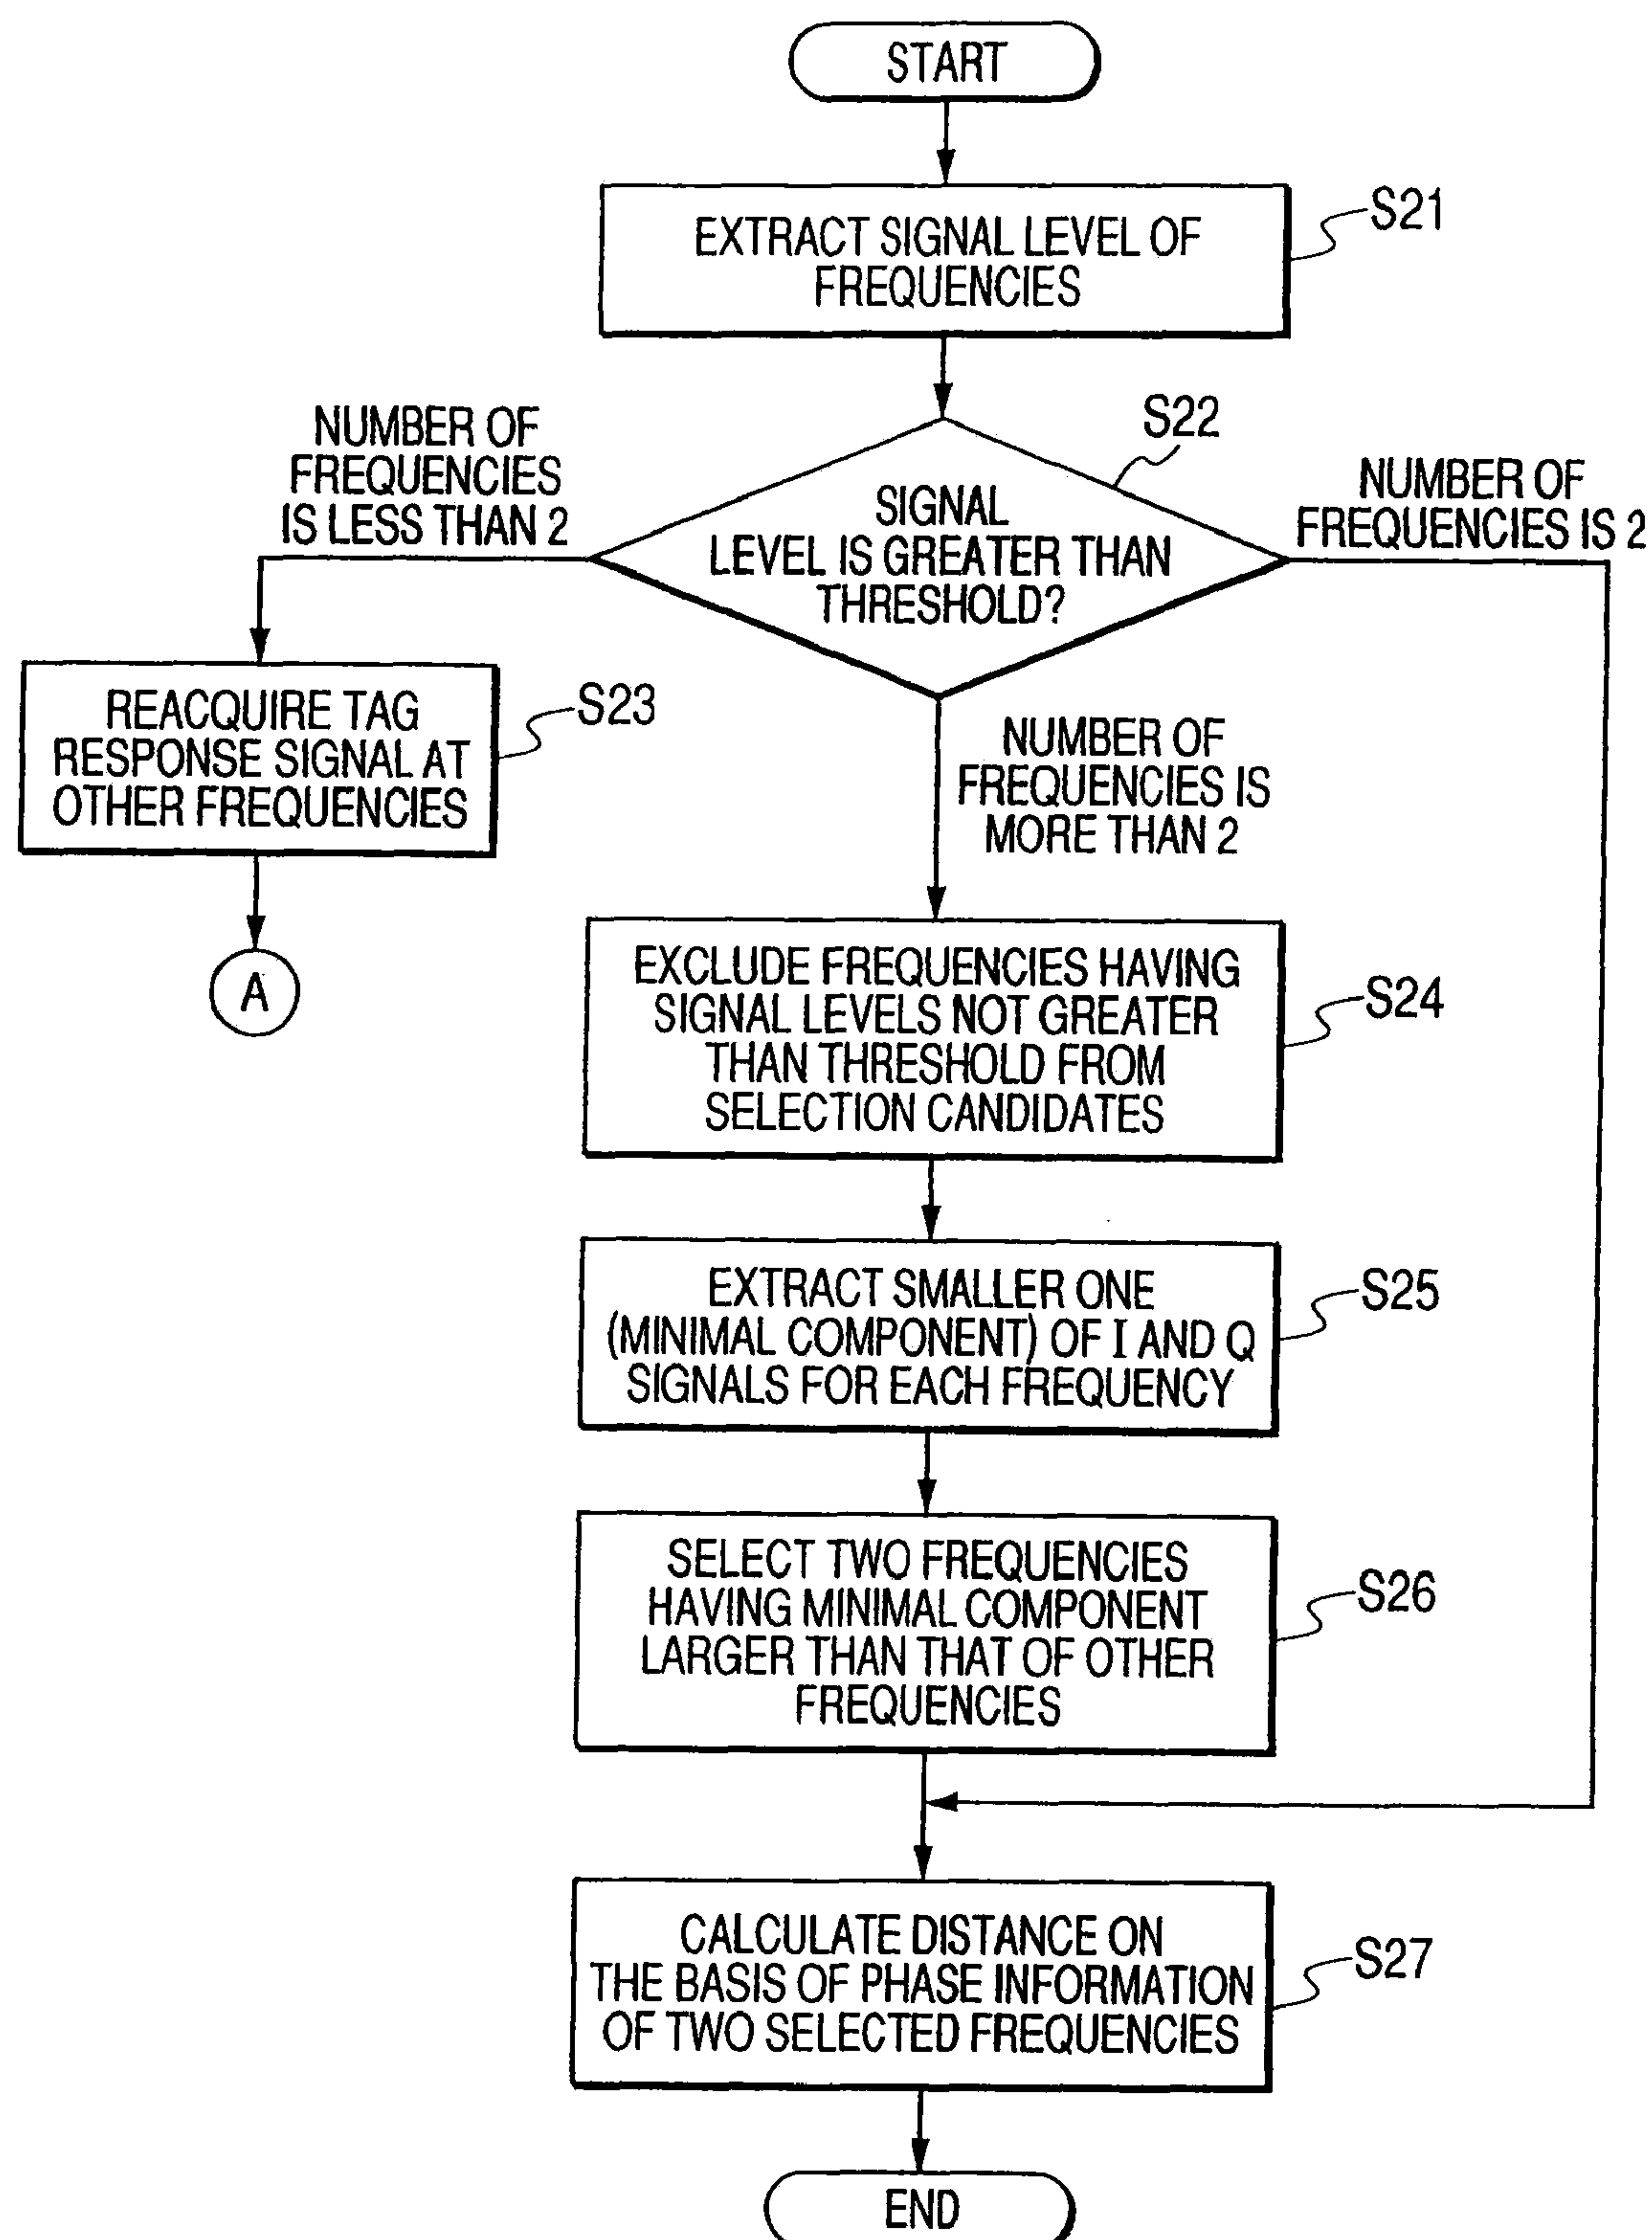 START
EXTRACT SIGNAL LEVEL OF
FREQUENCIES
S21
NUMBER OF
FREQUENCIES
IS LESS THAN 2
S22
SIGNAL
LEVEL IS GREATER THAN
THRESHOLD?
NUMBER OF
FREQUENCIES IS 2
REACQUIRE TAG
RESPONSE SIGNAL AT
OTHER FREQUENCIES
S23
A
NUMBER OF
FREQUENCIES IS
MORE THAN 2
EXCLUDE FREQUENCIES HAVING
SIGNAL LEVELS NOT GREATER
THAN THRESHOLD FROM
SELECTION CANDIDATES
S24
EXTRACT SMALLER ONE
(MINIMAL COMPONENT) OF I AND Q
SIGNALS FOR EACH FREQUENCY
S25
SELECT TWO FREQUENCIES
HAVING MINIMAL COMPONENT
LARGER THAN THAT OF OTHER
FREQUENCIES
S26
CALCULATE DISTANCE ON
THE BASIS OF PHASE INFORMATION
OF TWO SELECTED FREQUENCIES
S27
END